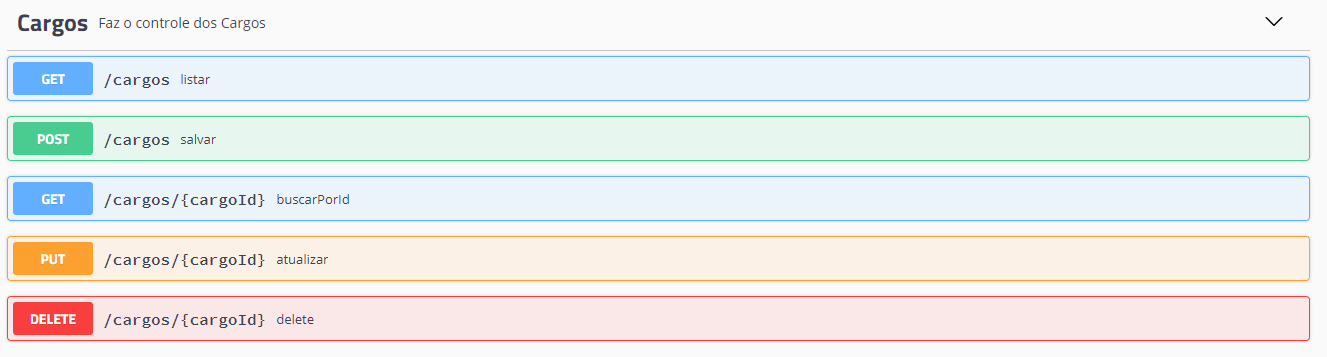 Cargos Faz o controle dos Cargos
GET /cargos listar
POST /cargos salvar
GET /cargos/{cargoId} buscarPorId
PUT /cargos/{cargoId} atualizar
DELETE /cargos/{cargoId} delete